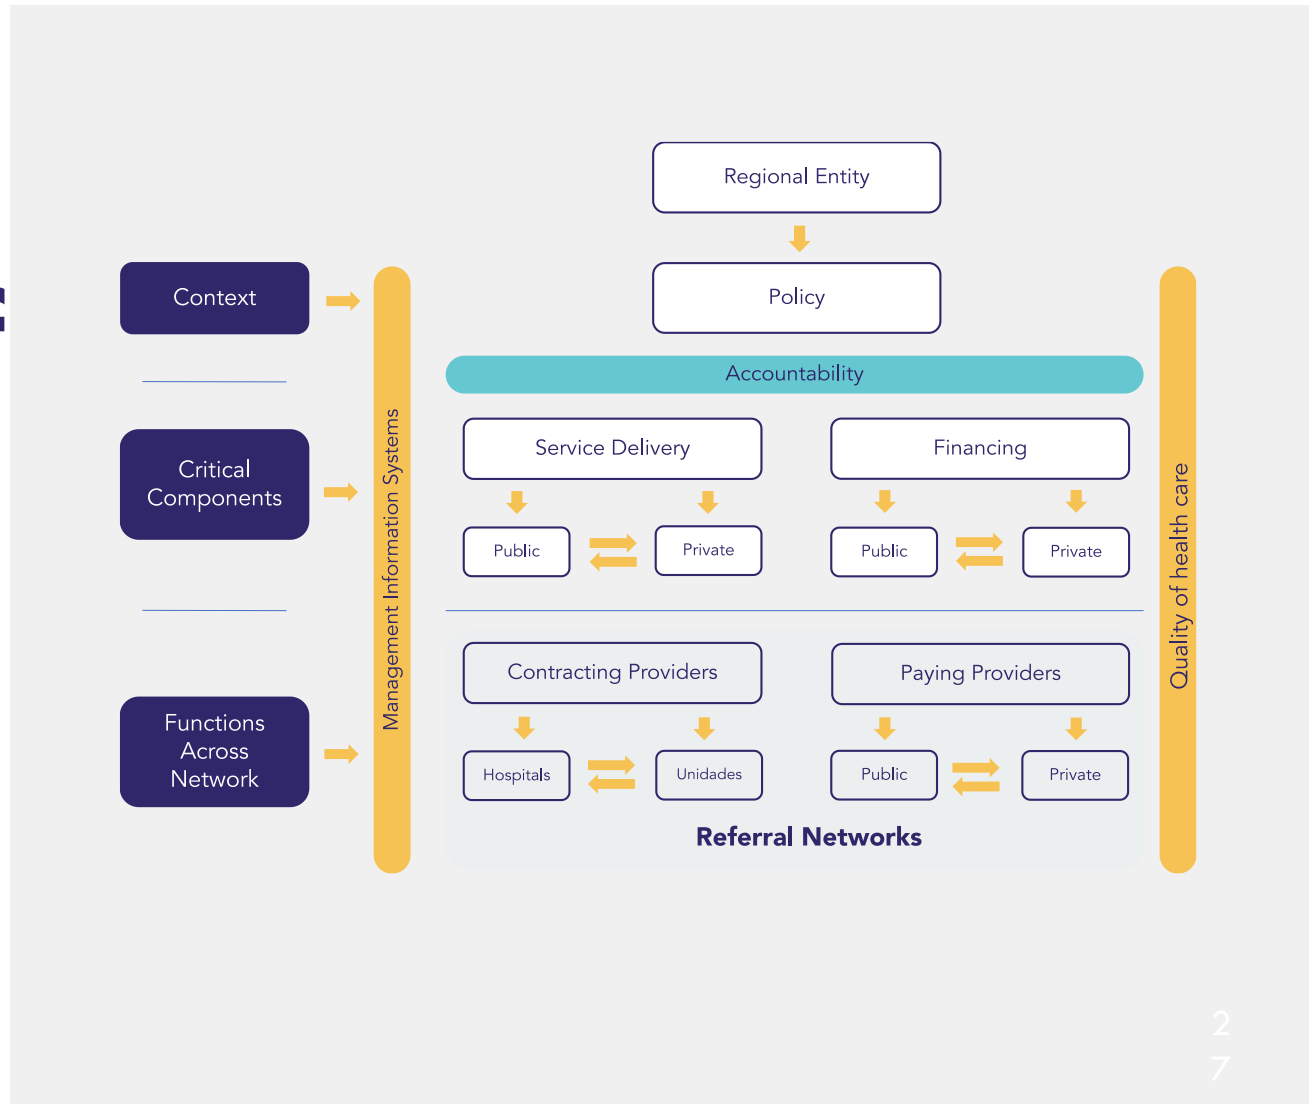 Regional Entity
Context
Policy
Accountability
Management Information Systems
Quality of health care
Critical
Components
Service Delivery
Financing
Public
Private
Public
Private
Functions
Across
Network
Contracting Providers
Paying Providers
Hospitals
Unidades
Public
Private
Referral Networks
2
7